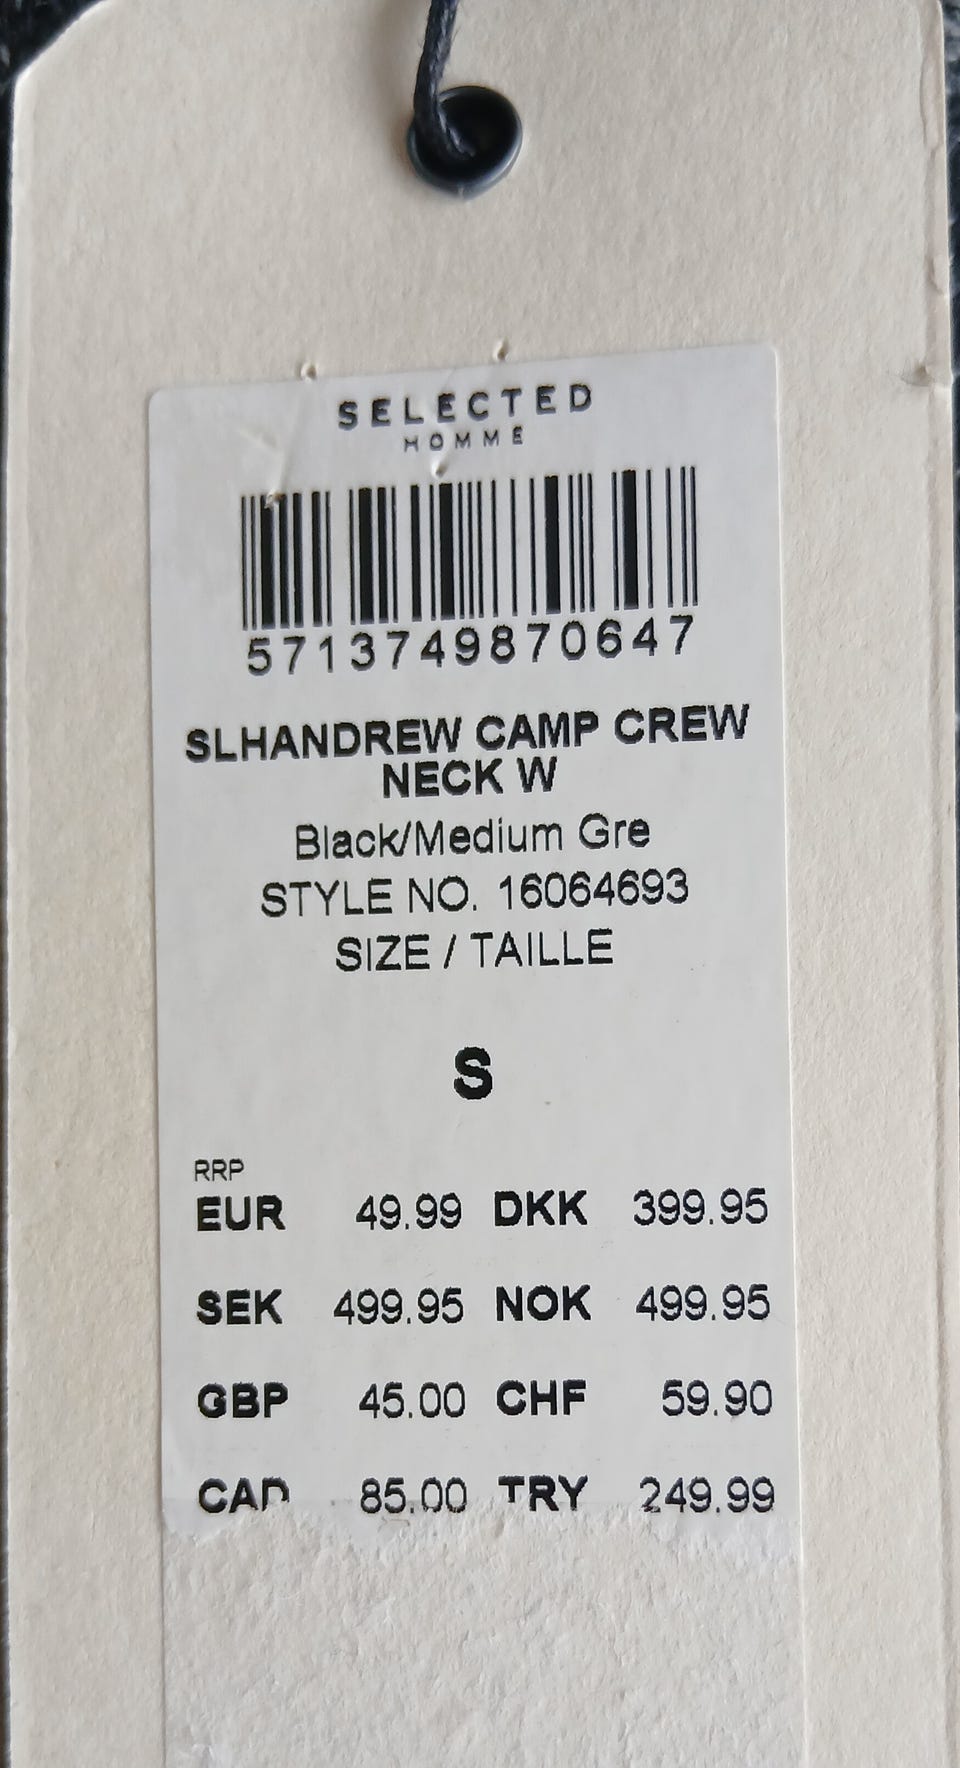 SELECTED
HOMME
5713749870647
SLHANDREW CAMP CREW
NECK W
Black/Medium Gre
STYLE NO. 16064693
SIZE / TAILLE
S
RRP
EUR 49.99 DKK 399.95
SEK 499.95 NOK 499.95
GBP 45.00 CHF 59.90
CAD 85.00 TRY 249.99